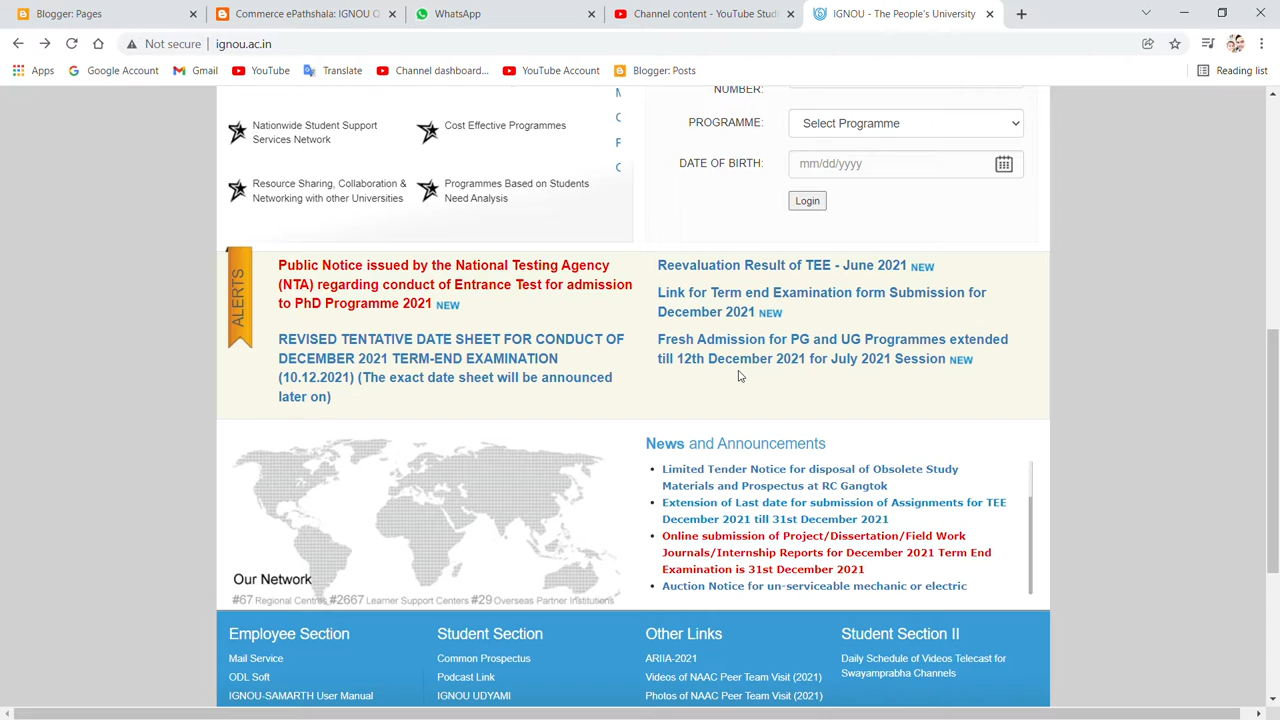 Blogger: Pages
Commerce ePathshala: IGNOU Q
WhatsApp
Channel content - YouTube Stud
IGNOU - The People's University
Not secure
ignou.ac.in
Apps
Google Account
Gmail
YouTube
Translate
Channel dashboard...
YouTube Account
Blogger: Posts
Reading list
Nationwide Student Support
Services Network
Cost Effective Programmes
Resource Sharing, Collaboration &
Networking with other Universities
Programmes Based on Students
Need Analysis
NUMBER:
PROGRAMME:
Select Programme
DATE OF BIRTH:
mm/dd/yyyy
Login
ALERTS
Public Notice issued by the National Testing Agency
(NTA) regarding conduct of Entrance Test for admission
to PhD Programme 2021 NEW
REVISED TENTATIVE DATE SHEET FOR CONDUCT OF
DECEMBER 2021 TERM-END EXAMINATION
(10.12.2021) (The exact date sheet will be announced
later on)
Reevaluation Result of TEE - June 2021 NEW
Link for Term end Examination form Submission for
December 2021 NEW
Fresh Admission for PG and UG Programmes extended
till 12th December 2021 for July 2021 Session NEW
Our Network
#67 Regional Centres #2667 Learner Support Centers #29 Overseas Partner Institutions
News and Announcements
Limited Tender Notice for disposal of Obsolete Study
Materials and Prospectus at RC Gangtok
Extension of Last date for submission of Assignments for TEE
December 2021 till 31st December 2021
Online submission of Project/Dissertation/Field Work
Journals/Internship Reports for December 2021 Term End
Examination is 31st December 2021
Auction Notice for un-serviceable mechanic or electric
Employee Section
Mail Service
ODL Soft
IGNOU-SAMARTH User Manual
Student Section
Common Prospectus
Podcast Link
IGNOU UDYAMI
Other Links
ARIIA-2021
Videos of NAAC Peer Team Visit (2021)
Photos of NAAC Peer Team Visit (2021)
Student Section II
Daily Schedule of Videos Telecast for
Swayamprabha Channels